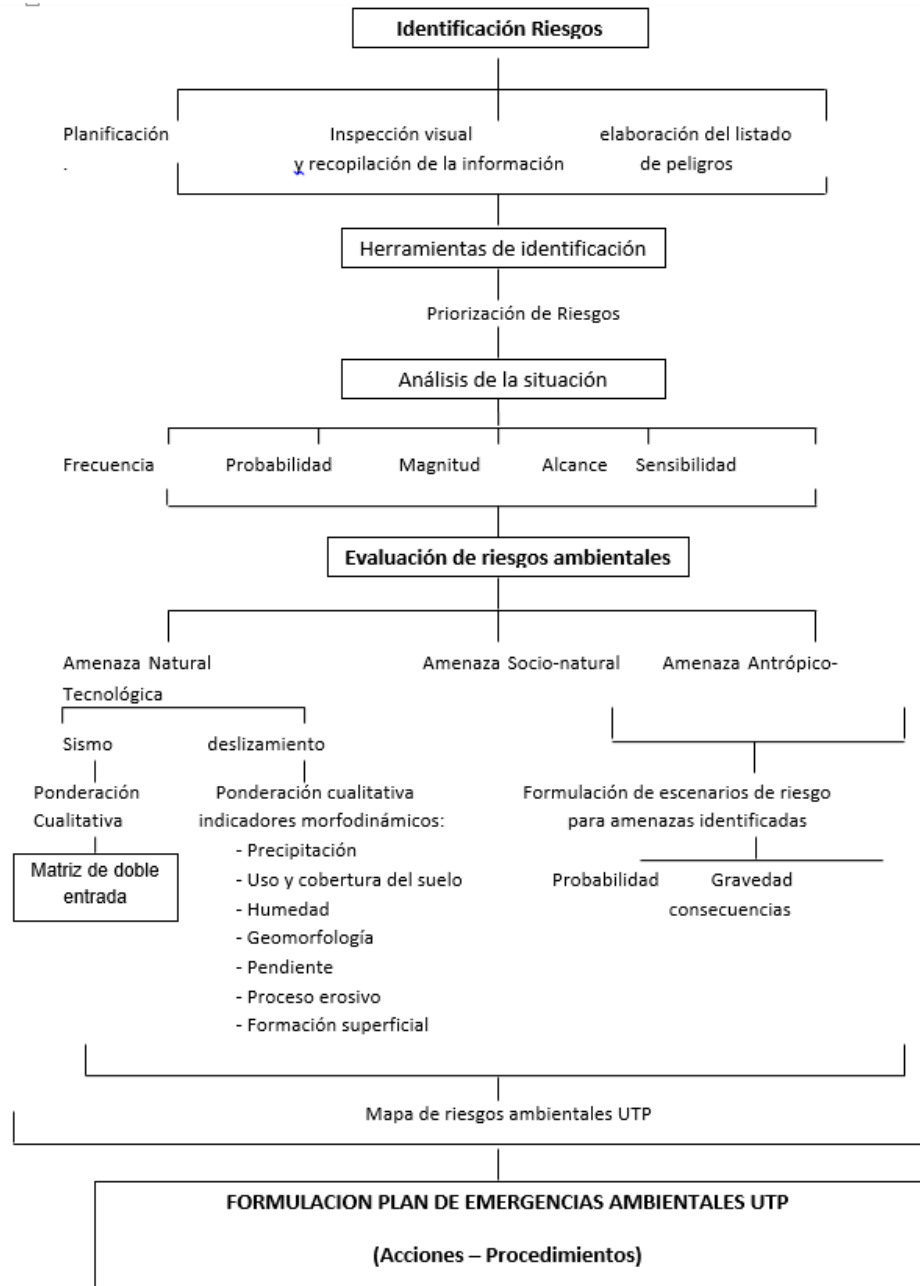 Identificación Riesgos
Planificación Inspección visual elaboración del listado
. y recopilación de la información de peligros
Herramientas de identificación
Priorización de Riesgos
Análisis de la situación
Frecuencia Probabilidad Magnitud Alcance Sensibilidad
Evaluación de riesgos ambientales
Amenaza Natural Amenaza Socio-natural Amenaza Antrópico-
Tecnológica
Sismo deslizamiento
Ponderación Ponderación cualitativa Formulación de escenarios de riesgo
Cualitativa indicadores morfodinámicos: para amenazas identificadas
Matriz de doble
entrada
- Precipitación
- Uso y cobertura del suelo Probabilidad Gravedad
- Humedad consecuencias
- Geomorfología
- Pendiente
- Proceso erosivo
- Formación superficial
Mapa de riesgos ambientales UTP
FORMULACION PLAN DE EMERGENCIAS AMBIENTALES UTP
(Acciones – Procedimientos)